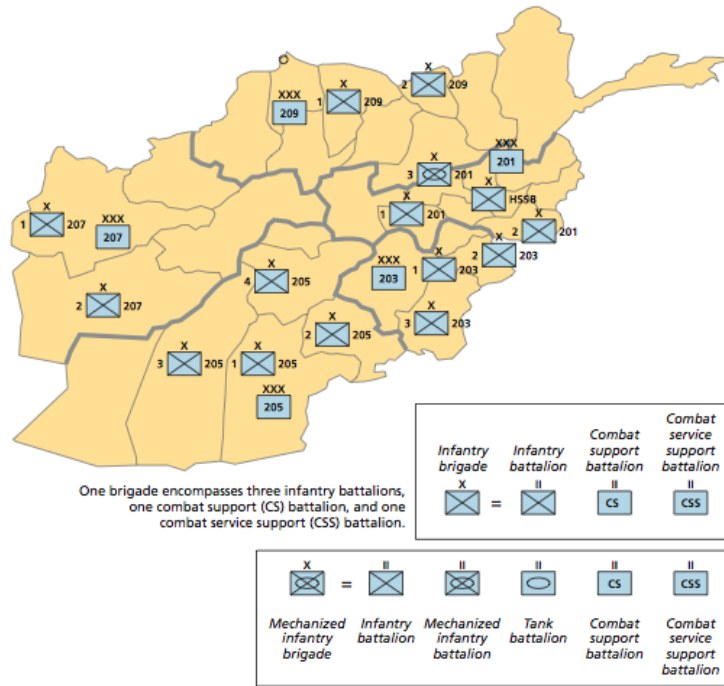 X
2 209
X
1 209
XXX
209
XXX
201
X
3 201
X
HSSB
X
1 201
X
2 201
X
1 207
XXX
207
X
2 203
XXX
203
X
1 203
X
4 205
X
2 207
X
3 203
X
2 205
X
3 205
X
1 205
XXX
205
One brigade encompasses three infantry battalions,
one combat support (CS) battalion, and one
combat service support (CSS) battalion.
Infantry
brigade
X
=
Infantry
battalion
II
Combat
support
battalion
II
CS
Combat
service
support
battalion
II
CSS
X
=
II
II
II
II
CS
II
CSS
Mechanized
infantry
brigade
Infantry
battalion
Mechanized
infantry
battalion
Tank
battalion
Combat
support
battalion
Combat
service
support
battalion